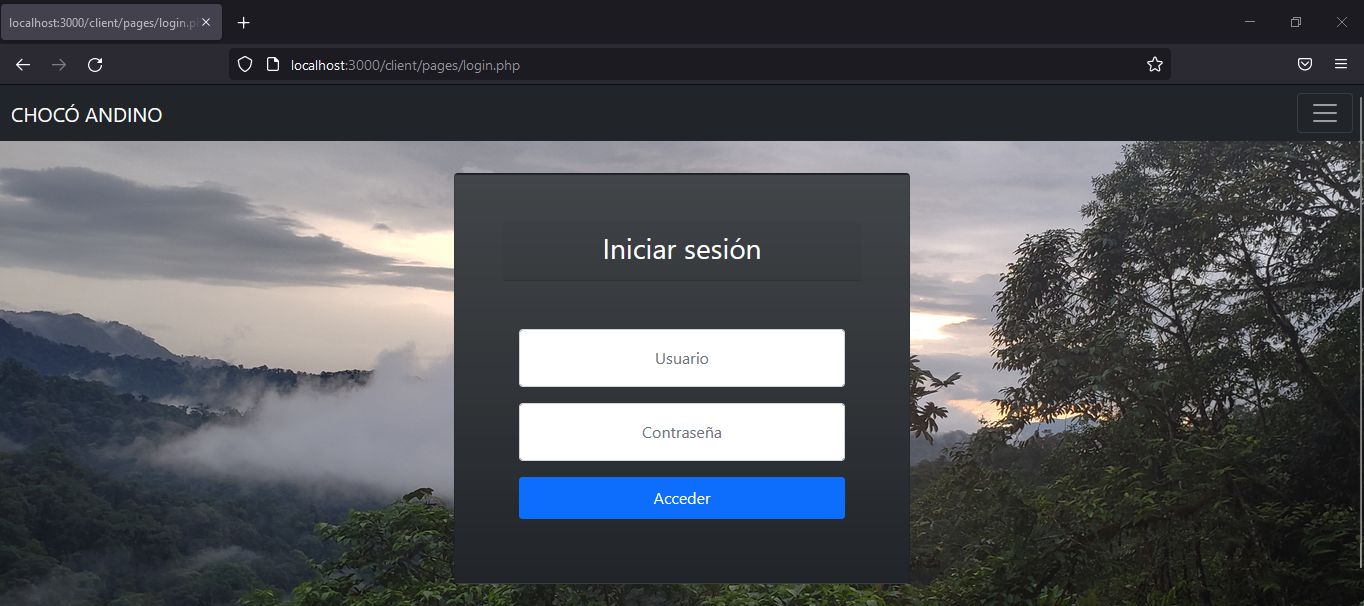 localhost:3000/client/pages/login.p
localhost:3000/client/pages/login.php
CHOCÓ ANDINO
Iniciar sesión
Usuario
Contraseña
Acceder